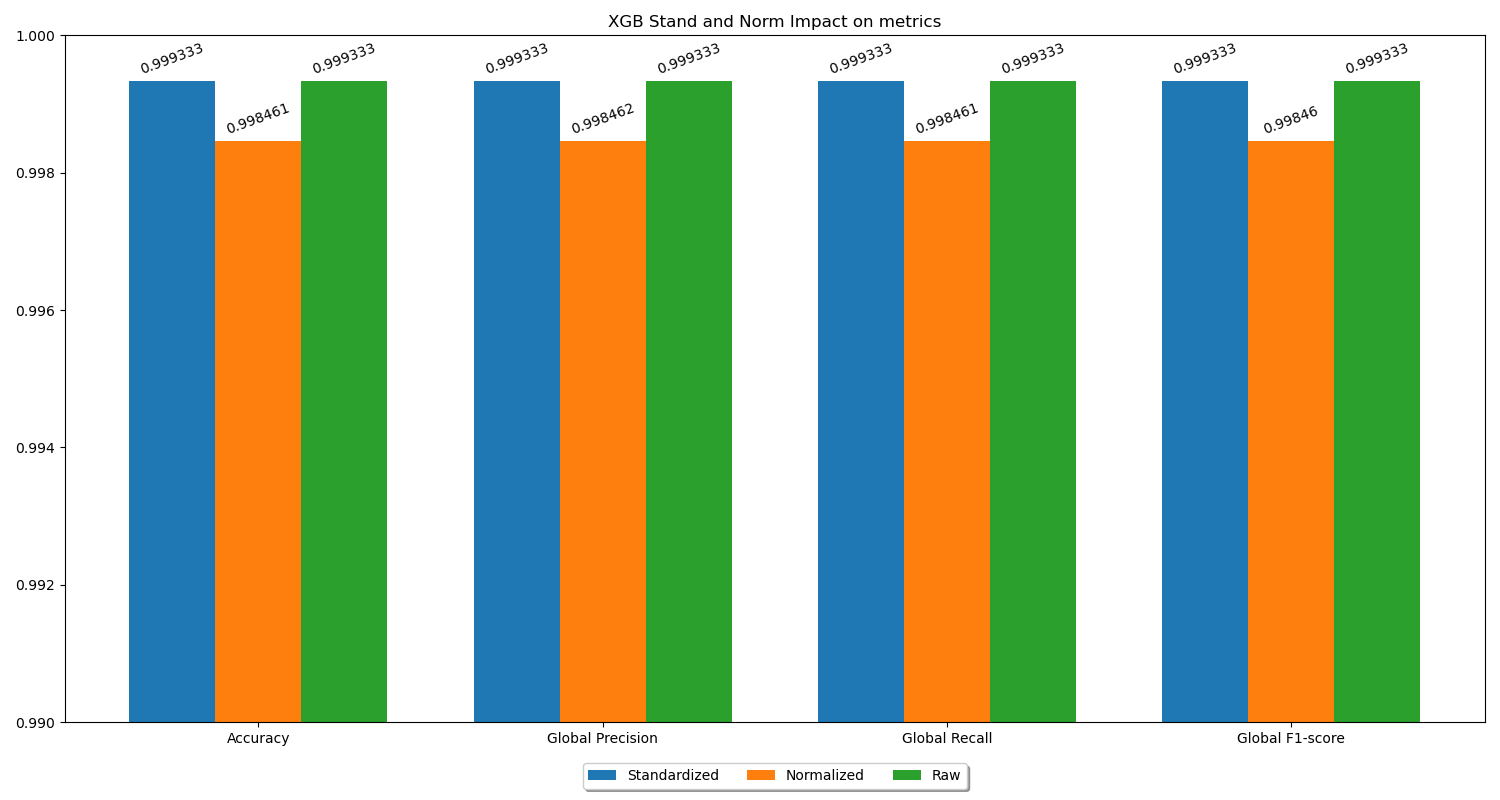 XGB Stand and Norm Impact on metrics
1.000
0.998
0.996
0.994
0.992
0.990
0.999333
0.998461
0.999333
0.999333
0.998462
0.999333
0.999333
0.998461
0.999333
0.999333
0.99846
0.999333
Accuracy
Global Precision
Global Recall
Global F1-score
Standardized
Normalized
Raw